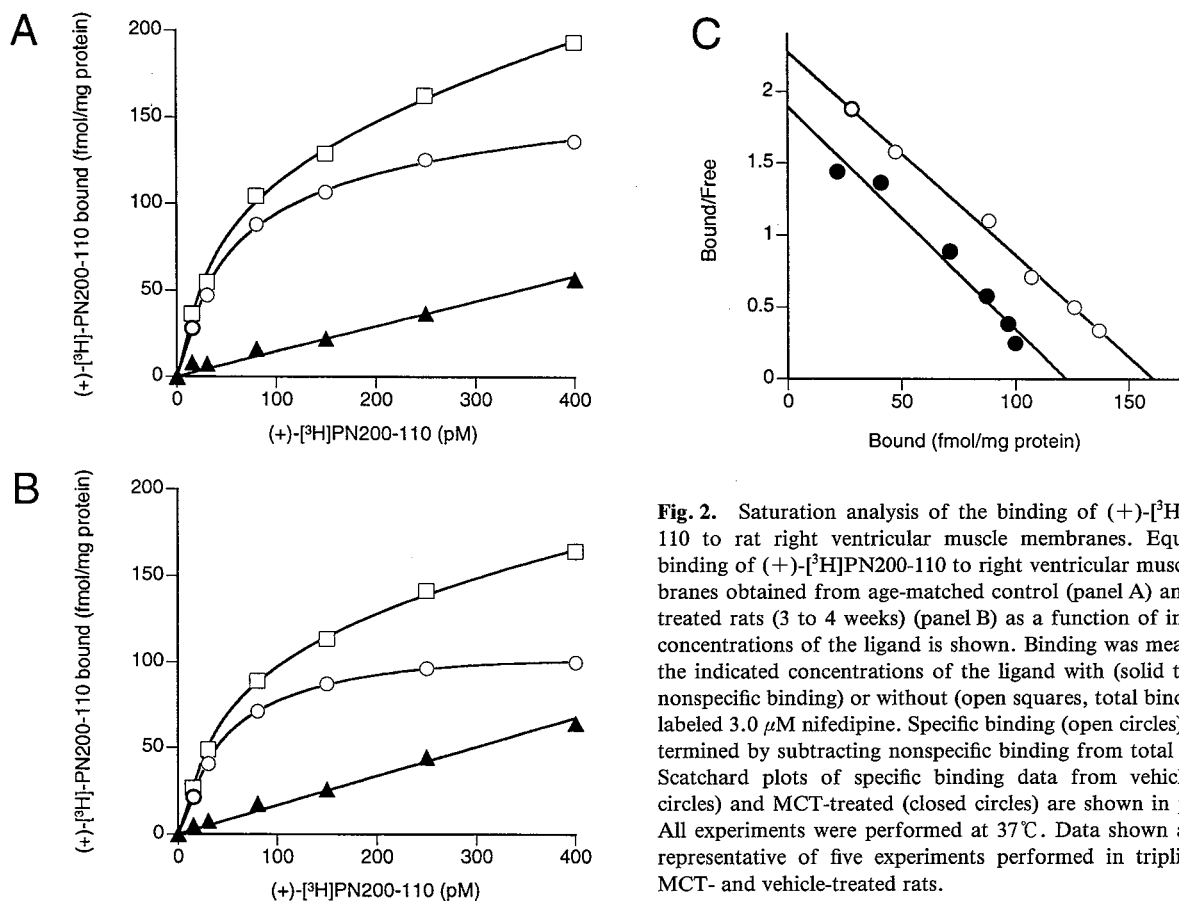 A
(+)-[³H]-PN200-110 bound (fmol/mg protein)
200
150
100
50
0
0
100
200
300
400
(+)-[³H]PN200-110 (pM)
B
(+)-[³H]-PN200-110 bound (fmol/mg protein)
200
150
100
50
0
0
100
200
300
400
(+)-[³H]PN200-110 (pM)
C
Bound/Free
2
1.5
1
0.5
0
0
50
100
150
Bound (fmol/mg protein)
Fig. 2. Saturation analysis of the binding of (+)-[³H
110 to rat right ventricular muscle membranes. Equ
binding of (+)-[³H]PN200-110 to right ventricular musc
branes obtained from age-matched control (panel A) an
treated rats (3 to 4 weeks) (panel B) as a function of in
concentrations of the ligand is shown. Binding was mea
the indicated concentrations of the ligand with (solid t
nonspecific binding) or without (open squares, total binc
labeled 3.0 μM nifedipine. Specific binding (open circles)
termined by subtracting nonspecific binding from total
Scatchard plots of specific binding data from vehicl
circles) and MCT-treated (closed circles) are shown in
All experiments were performed at 37℃. Data shown a
representative of five experiments performed in tripli
MCT- and vehicle-treated rats.